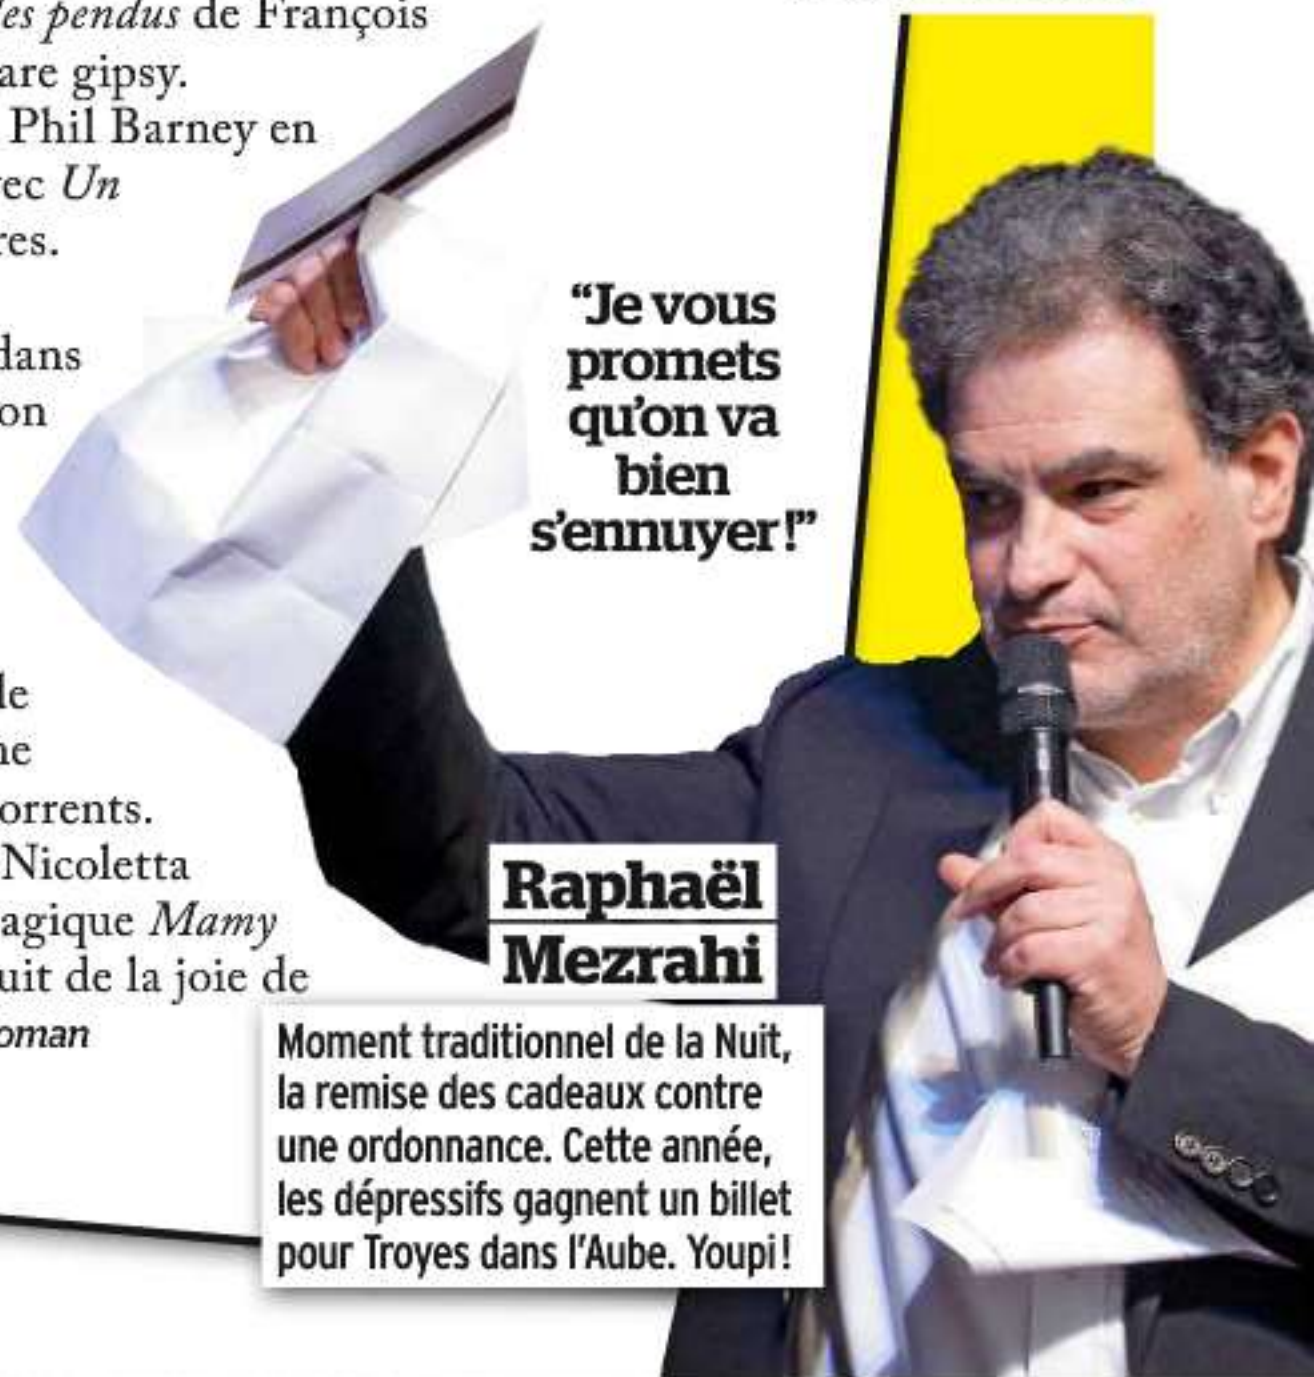 les pendus de François
are gipsy.
Phil Barney en
ec Un
res.
dans
on
le
ne
orrents.
Nicoletta
agique Mamy
uit de la joie de
oman
“Je vous
promets
qu’on va
bien
s’ennuyer !”
Raphaël
Mezrahi
Moment traditionnel de la Nuit,
la remise des cadeaux contre
une ordonnance. Cette année,
les dépressifs gagnent un billet
pour Troyes dans l’Aube. Youpi !